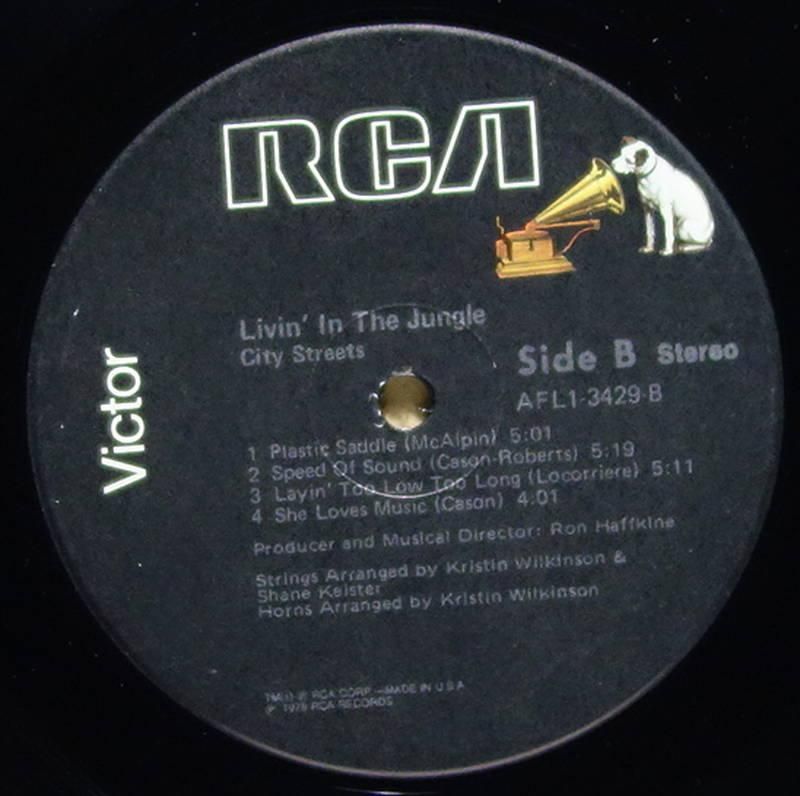 RCA
Victor
Livin' In The Jungle
City Streets
Side B Stereo
AFL1-3429-B
1 Plastic Saddle (McAlpin) 5:01
2 Speed Of Sound (Cason-Roberts) 5:19
3 Layin' Too Low Too Long (Locorriere) 5:11
4 She Loves Music (Cason) 4:01
Producer and Musical Director: Ron Haffkine
Strings Arranged by Kristin Wilkinson &
Shane Keister
Horns Arranged by Kristin Wilkinson
RCA CORP.—MADE IN U.S.A.
RCA RECORDS